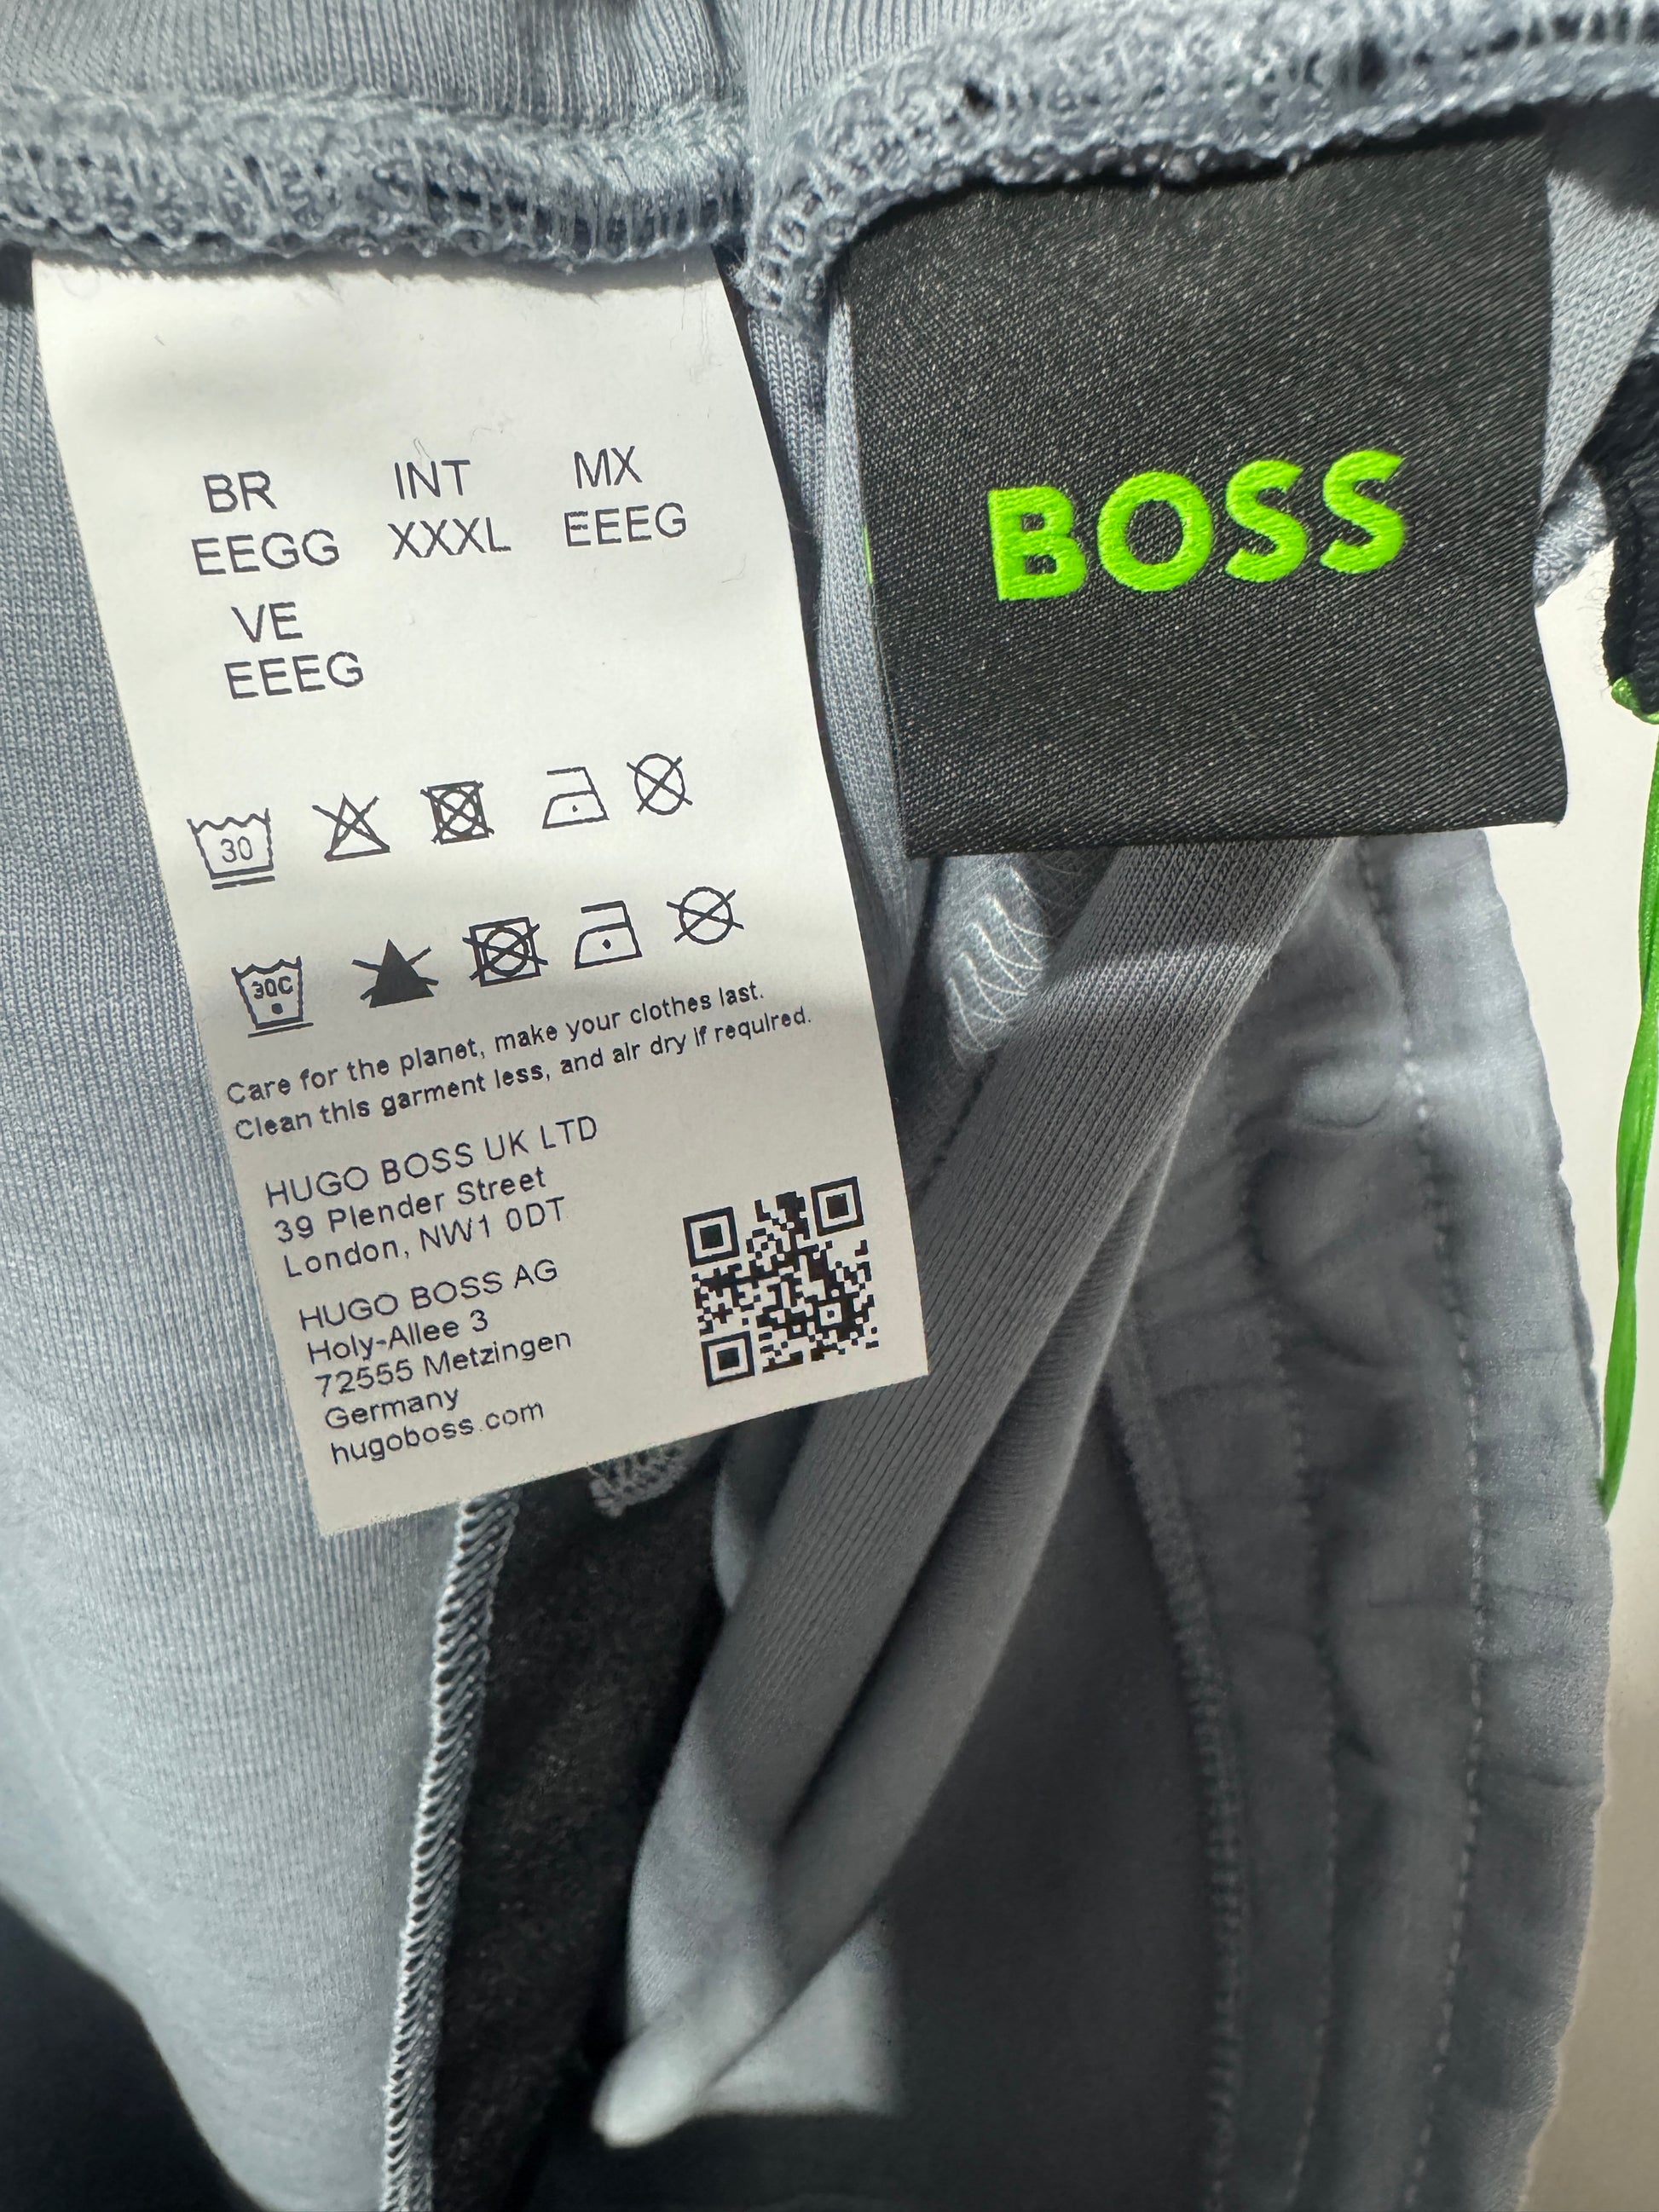 BR INT MX
EEGG XXXL EEEG
VE
EEEG
30
30C
Care for the planet, make your clothes last.
Clean this garment less, and air dry if required.
HUGO BOSS UK LTD
39 Plender Street
London, NW1 0DT
HUGO BOSS AG
Holy-Allee 3
72555 Metzingen
Germany
hugoboss.com
BOSS